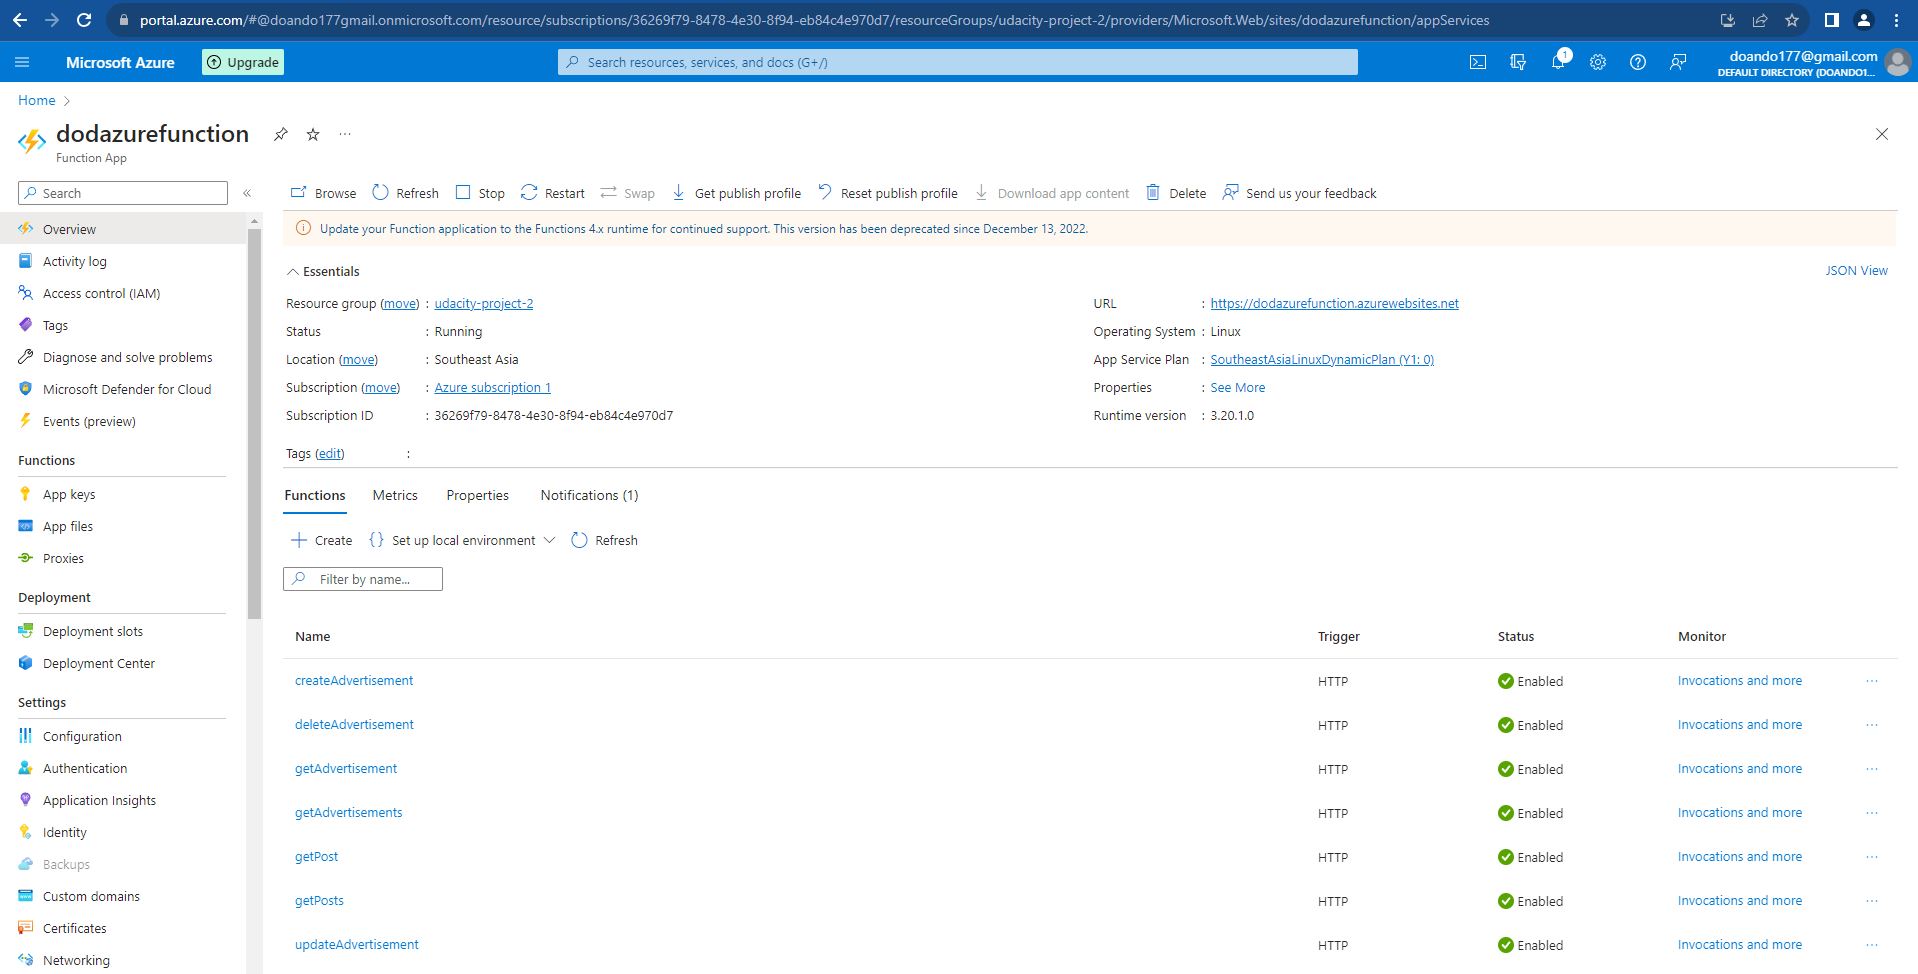 portal.azure.com/#@doando177gmail.onmicrosoft.com/resource/subscriptions/36269f79-8478-4e30-8f94-eb84c4e970d7/resourceGroups/udacity-project-2/providers/Microsoft.Web/sites/dodazurefunction/appServices
Microsoft Azure
Upgrade
Search resources, services, and docs (G+/)
1
doando177@gmail.com
DEFAULT DIRECTORY (DOANDO1...
Home
dodazurefunction
Function App
Search
Overview
Activity log
Access control (IAM)
Tags
Diagnose and solve problems
Microsoft Defender for Cloud
Events (preview)
Functions
App keys
App files
Proxies
Deployment
Deployment slots
Deployment Center
Settings
Configuration
Authentication
Application Insights
Identity
Backups
Custom domains
Certificates
Networking
Browse Refresh Stop Restart Swap Get publish profile Reset publish profile Download app content Delete Send us your feedback
Update your Function application to the Functions 4.x runtime for continued support. This version has been deprecated since December 13, 2022.
Essentials
JSON View
Resource group (move) : udacity-project-2
Status : Running
Location (move) : Southeast Asia
Subscription (move) : Azure subscription 1
Subscription ID : 36269f79-8478-4e30-8f94-eb84c4e970d7
Tags (edit) :
URL : https://dodazurefunction.azurewebsites.net
Operating System : Linux
App Service Plan : SoutheastAsiaLinuxDynamicPlan (Y1: 0)
Properties : See More
Runtime version : 3.20.1.0
Functions Metrics Properties Notifications (1)
Create {} Set up local environment Refresh
Filter by name...
Name Trigger Status Monitor
createAdvertisement HTTP Enabled Invocations and more ...
deleteAdvertisement HTTP Enabled Invocations and more ...
getAdvertisement HTTP Enabled Invocations and more ...
getAdvertisements HTTP Enabled Invocations and more ...
getPost HTTP Enabled Invocations and more ...
getPosts HTTP Enabled Invocations and more ...
updateAdvertisement HTTP Enabled Invocations and more ...